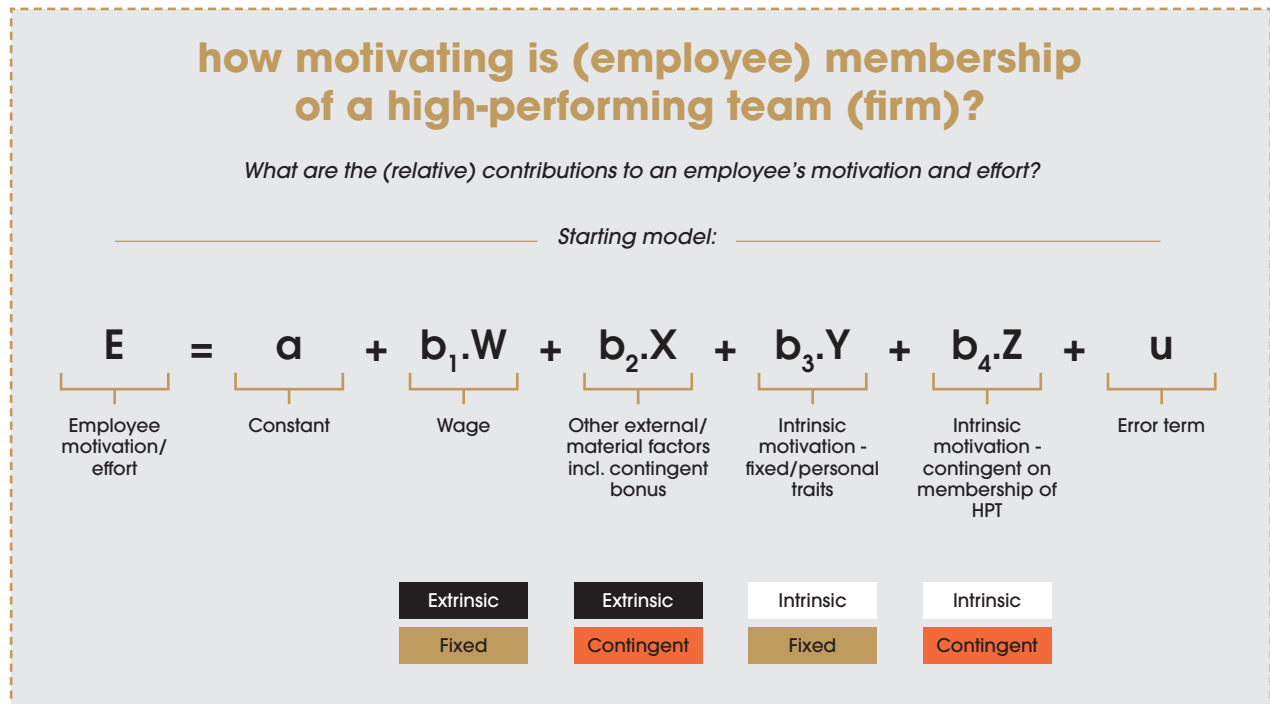 how motivating is (employee) membership
of a high-performing team (firm)?
What are the (relative) contributions to an employee’s motivation and effort?
Starting model:
E = a + b₁.W + b₂.X + b₃.Y + b₄.Z + u
Employee
motivation/
effort
Constant
Wage
Other external/
material factors
incl. contingent
bonus
Intrinsic
motivation -
fixed/personal
traits
Intrinsic
motivation -
contingent on
membership of
HPT
Error term
Extrinsic
Fixed
Extrinsic
Contingent
Intrinsic
Fixed
Intrinsic
Contingent